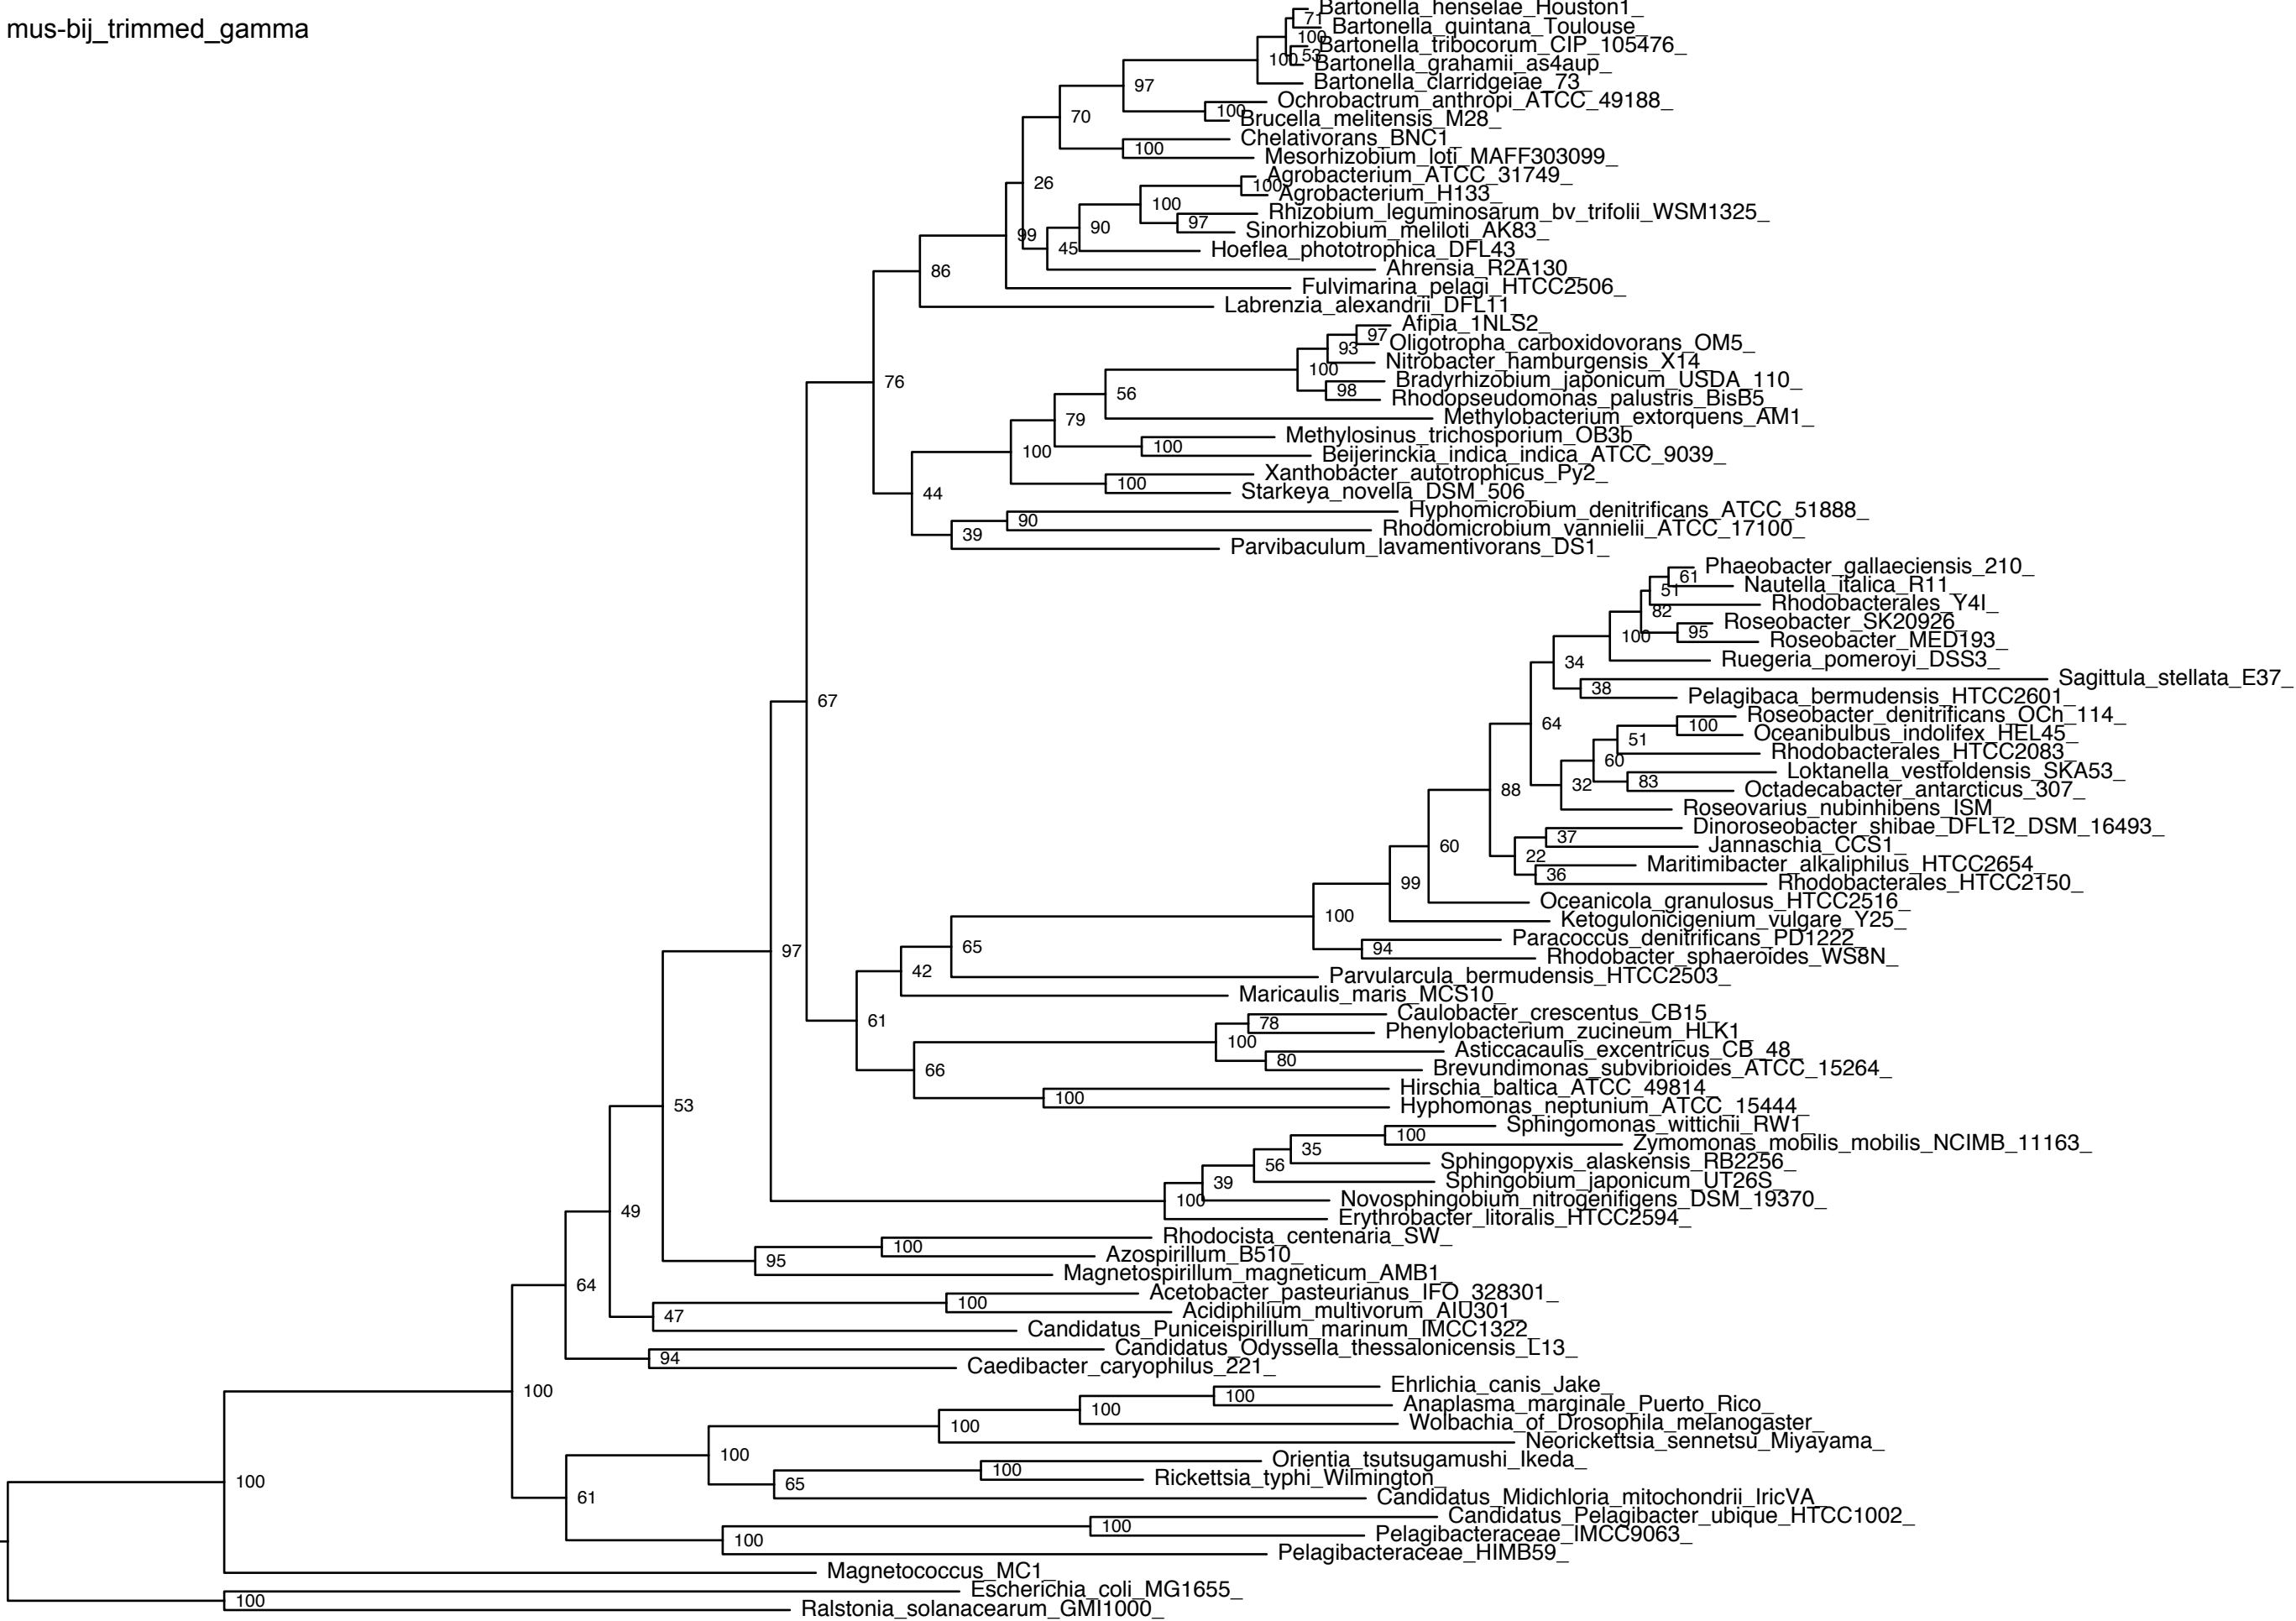 mus-bij_trimmed_gamma
Bartonella_henselae_Houston1_
71
Bartonella_quintana_Toulouse_
100
Bartonella_tribocorum_CIP_105476_
53
100
Bartonella_grahamii_as4aup_
Bartonella_clarridgeiae_73_
97
Ochrobactrum_anthropi_ATCC_49188_
100
Brucella_melitensis_M28_
70
Chelativorans_BNC1_
100
Mesorhizobium_loti_MAFF303099_
26
Agrobacterium_ATCC_31749_
100
Agrobacterium_H133_
100
Rhizobium_leguminosarum_bv_trifolii_WSM1325_
97
Sinorhizobium_meliloti_AK83_
90
99
45
Hoeflea_phototrophica_DFL43_
Ahrensia_R2A130_
86
Fulvimarina_pelagi_HTCC2506_
Labrenzia_alexandrii_DFL11_
Afipia_1NLS2_
97
Oligotropha_carboxidovorans_OM5_
93
Nitrobacter_hamburgensis_X14_
100
76
Bradyrhizobium_japonicum_USDA_110_
98
Rhodopseudomonas_palustris_BisB5_
56
Methylobacterium_extorquens_AM1_
79
Methylosinus_trichosporium_OB3b_
100
Beijerinckia_indica_indica_ATCC_9039_
100
Xanthobacter_autotrophicus_Py2_
100
Starkeya_novella_DSM_506_
44
Hyphomicrobium_denitrificans_ATCC_51888_
90
Rhodomicrobium_vannielii_ATCC_17100_
39
Parvibaculum_lavamentivorans_DS1_
Phaeobacter_gallaeciensis_210_
61
Nautella_italica_R11_
51
Rhodobacterales_Y4I_
82
Roseobacter_SK20926_
95
100
Roseobacter_MED193_
Ruegeria_pomeroyi_DSS3_
34
Sagittula_stellata_E37_
38
Pelagibaca_bermudensis_HTCC2601_
67
64
Roseobacter_denitrificans_OCh_114_
100
Oceanibulbus_indolifex_HEL45_
51
Rhodobacterales_HTCC2083_
60
Loktanella_vestfoldensis_SKA53_
83
32
Octadecabacter_antarcticus_307_
88
Roseovarius_nubinhibens_ISM_
Dinoroseobacter_shibae_DFL12_DSM_16493_
37
Jannaschia_CCS1_
60
22
Maritimibacter_alkaliphilus_HTCC2654_
36
Rhodobacterales_HTCC2150_
99
Oceanicola_granulosus_HTCC2516_
100
Ketogulonicigenium_vulgare_Y25_
Paracoccus_denitrificans_PD1222_
94
Rhodobacter_sphaeroides_WS8N_
65
97
42
Parvularcula_bermudensis_HTCC2503_
Maricaulis_maris_MCS10_
61
Caulobacter_crescentus_CB15_
78
Phenylobacterium_zucineum_HLK1_
100
Asticcacaulis_excentricus_CB_48_
80
Brevundimonas_subvibrioides_ATCC_15264_
66
Hirschia_baltica_ATCC_49814_
100
Hyphomonas_neptunium_ATCC_15444_
53
Sphingomonas_wittichii_RW1_
100
Zymomonas_mobilis_mobilis_NCIMB_11163_
35
Sphingopyxis_alaskensis_RB2256_
56
Sphingobium_japonicum_UT26S_
39
Novosphingobium_nitrogenifigens_DSM_19370_
100
Erythrobacter_litoralis_HTCC2594_
49
Rhodocista_centenaria_SW_
100
Azospirillum_B510_
95
Magnetospirillum_magneticum_AMB1_
64
Acetobacter_pasteurianus_IFO_328301_
100
Acidiphilium_multivorum_AIU301_
47
Candidatus_Puniceispirillum_marinum_IMCC1322_
Candidatus_Odyssella_thessalonicensis_L13_
94
Caedibacter_caryophilus_221_
100
Ehrlichia_canis_Jake_
100
Anaplasma_marginale_Puerto_Rico_
100
Wolbachia_of_Drosophila_melanogaster_
100
Neorickettsia_sennetsu_Miyayama_
100
Orientia_tsutsugamushi_Ikeda_
100
Rickettsia_typhi_Wilmington_
65
100
61
Candidatus_Midichloria_mitochondrii_IricVA_
Candidatus_Pelagibacter_ubique_HTCC1002_
100
Pelagibacteraceae_IMCC9063_
100
Pelagibacteraceae_HIMB59_
Magnetococcus_MC1_
Escherichia_coli_MG1655_
100
Ralstonia_solanacearum_GMI1000_